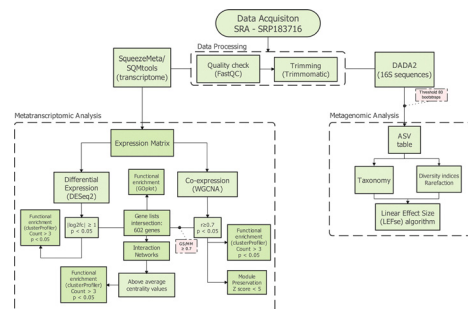 Data Acquisiton
SRA - SRP183716
Data Processing
SqueezeMeta/
SQMtools
(transcriptome)
Quality check
(FastQC)
Trimming
(Trimmomatic)
DADA2
(16S sequences)
Threshold 80
bootstraps
Metatranscriptomic Analysis
Metagenomic Analysis
Expression Matrix
ASV
table
Differential
Expression
(DESeq2)
Functional
enrichment
(GOplot)
Co-expression
(WGCNA)
Taxonomy
Diversity indices
Rarefaction
Functional
enrichment
(clusterProfiler)
Count > 3
p < 0.05
|log2fc| ≥ 1
p < 0.05
Gene lists
intersection:
602 genes
r≥0.7
p < 0.05
Linear Effect Size
(LEfse) algorithm
GS/MM
≥ 0.7
Functional
enrichment
(clusterProfiler)
Count > 3
p < 0.05
Interaction
Networks
Functional
enrichment
(clusterProfiler)
Count > 3
p < 0.05
Above average
centrality values
Module
Preservation
Z score < 5